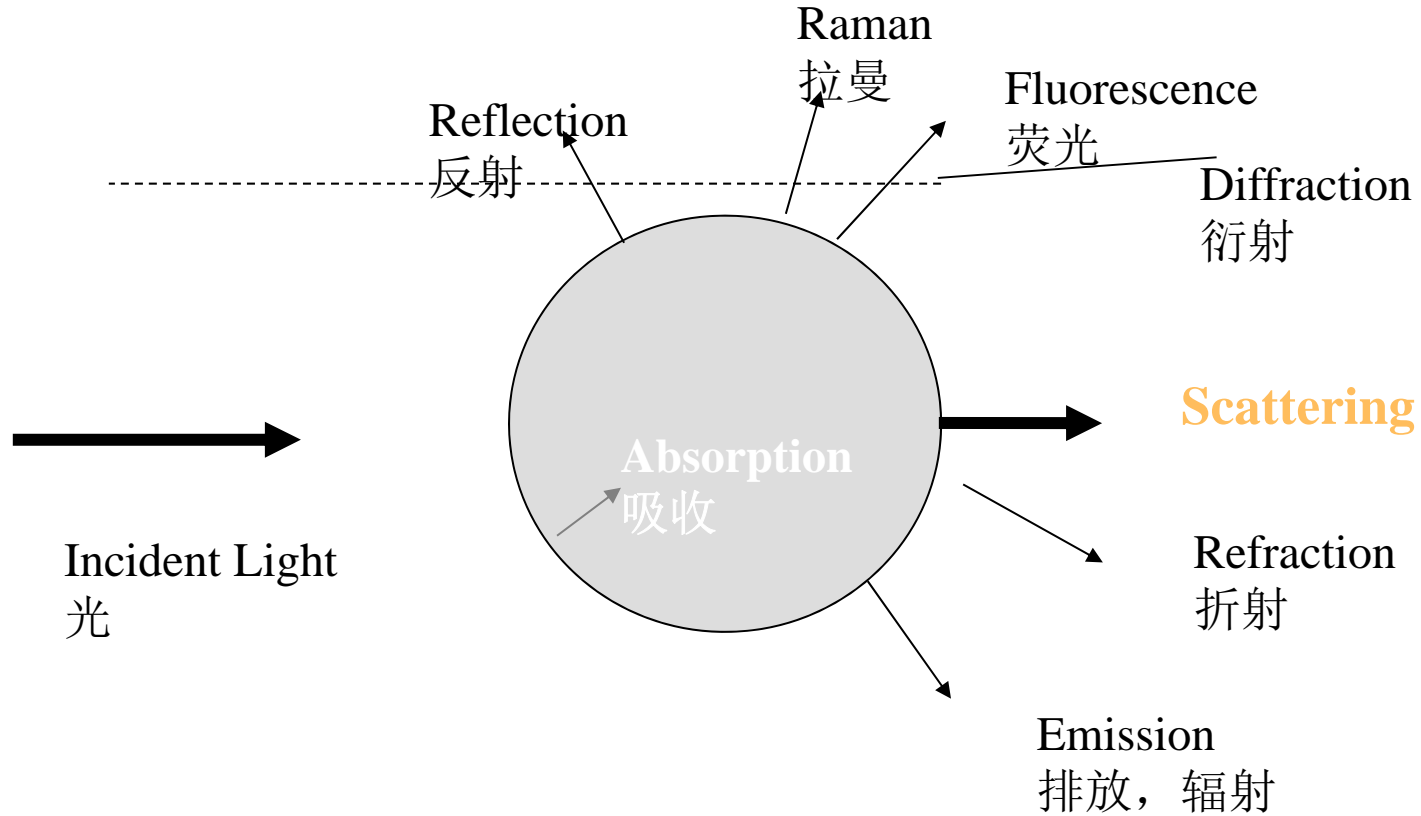 Raman
拉曼
Fluorescence
荧光
Reflection
反射
Diffraction
衍射
Scattering
Absorption
吸收
Incident Light
光
Refraction
折射
Emission
排放，辐射